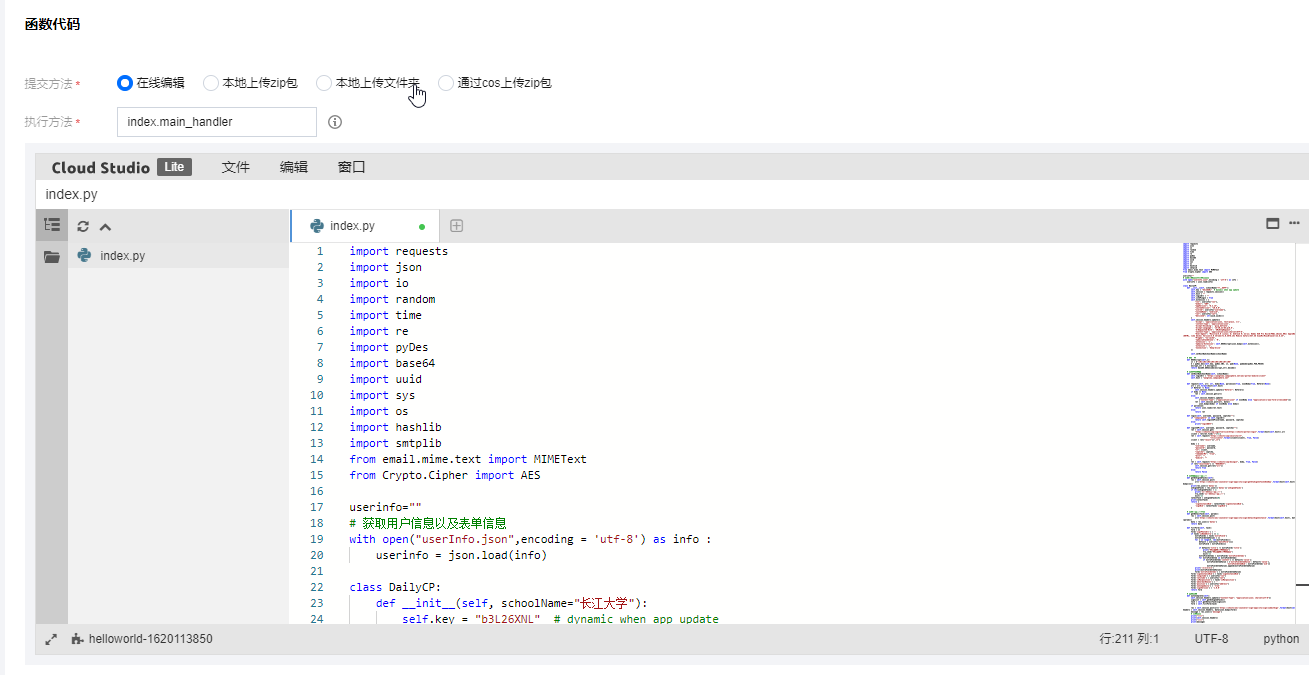 函数代码
提交方法 * 在线编辑 本地上传zip包 本地上传文件夹 通过cos上传zip包
执行方法 * index.main_handler
Cloud Studio Lite 文件 编辑 窗口
index.py
index.py
index.py
1 import requests
2 import json
3 import io
4 import random
5 import time
6 import re
7 import pyDes
8 import base64
9 import uuid
10 import sys
11 import os
12 import hashlib
13 import smtplib
14 from email.mime.text import MIMEText
15 from Crypto.Cipher import AES
16
17 userinfo=""
18 # 获取用户信息以及表单信息
19 with open("userInfo.json",encoding = 'utf-8') as info :
20 userinfo = json.load(info)
21
22 class DailyCP:
23 def __init__(self, schoolName="长江大学"):
24 self.key = "b3L26XNL" # dynamic when app update
helloworld-1620113850 行:211 列:1 UTF-8 python